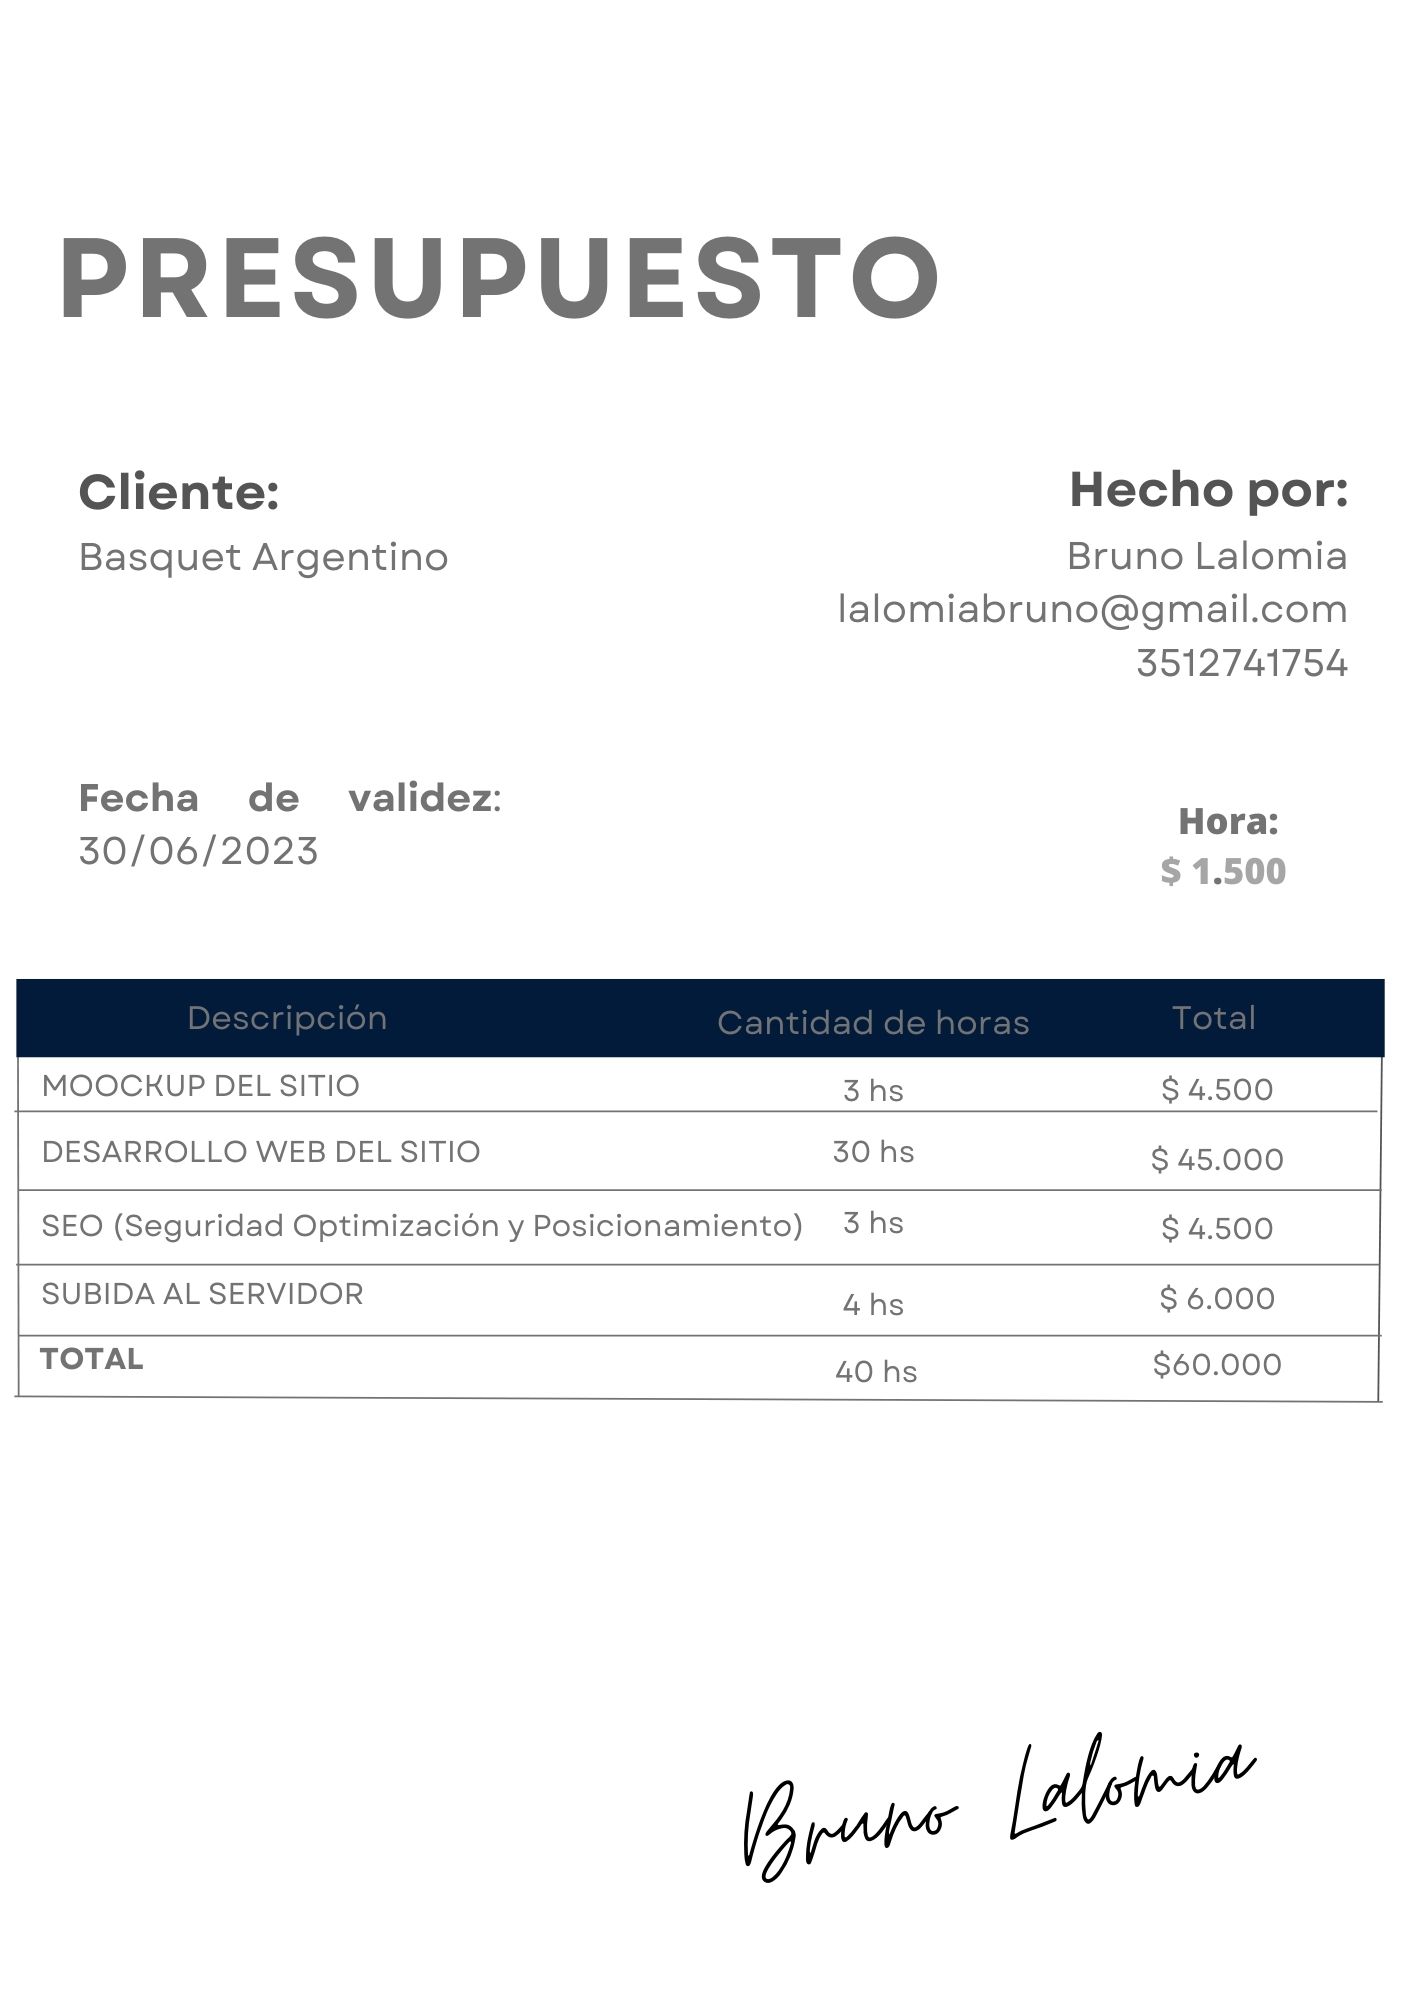 PRESUPUESTO
Cliente:
Basquet Argentino
Hecho por:
Bruno Lalomia
lalomiabruno@gmail.com
3512741754
Fecha de validez:
30/06/2023
Hora:
$ 1.500
Descripción Cantidad de horas Total
MOOCKUP DEL SITIO 3 hs $ 4.500
DESARROLLO WEB DEL SITIO 30 hs $ 45.000
SEO (Seguridad Optimización y Posicionamiento) 3 hs $ 4.500
SUBIDA AL SERVIDOR 4 hs $ 6.000
TOTAL 40 hs $60.000
Bruno Lalomia